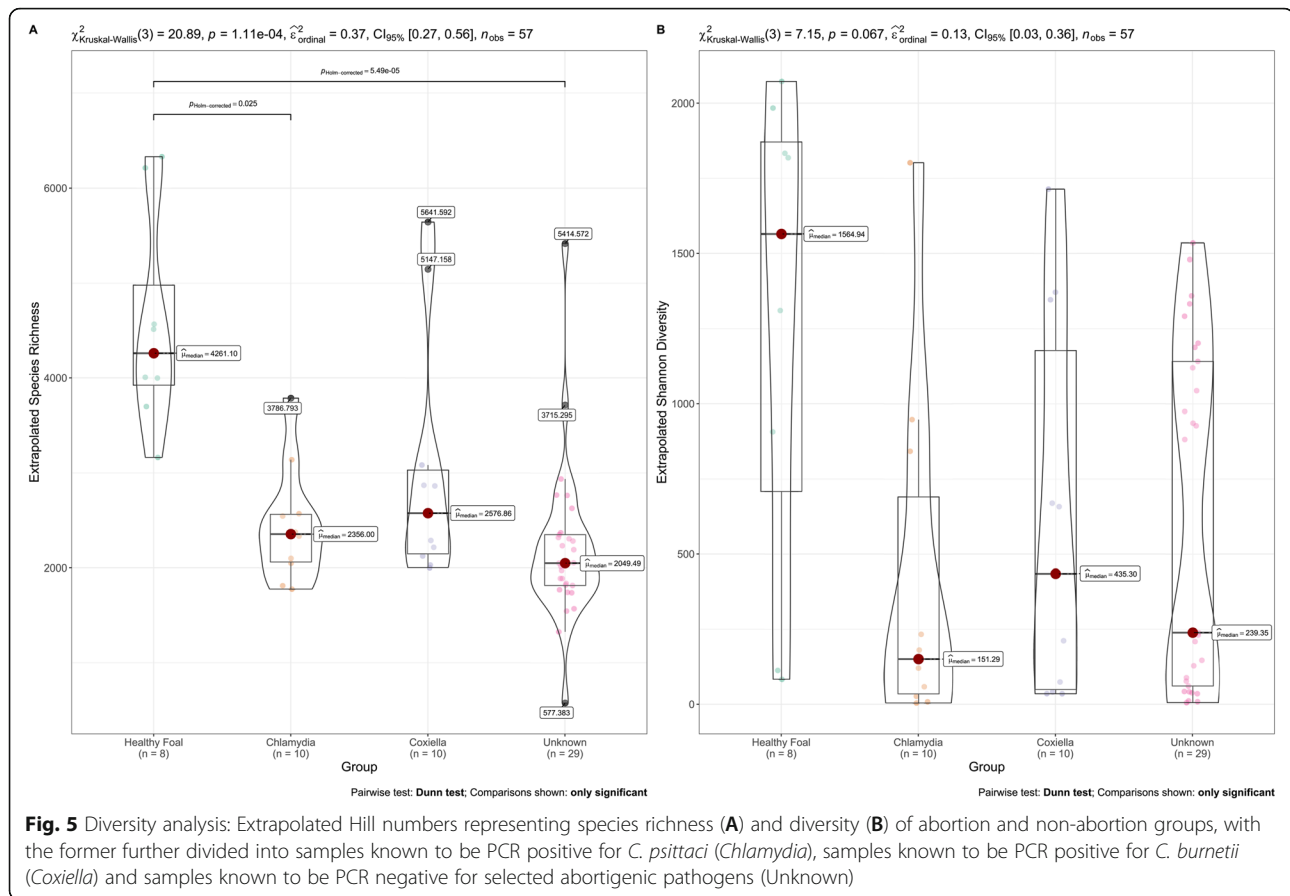 A
χ²Kruskal-Wallis(3) = 20.89, p = 1.11e-04, ε̂²ordinal = 0.37, CI95% [0.27, 0.56], nobs = 57
pHolm-corrected = 5.49e-05
pHolm-corrected = 0.025
6000
4000
2000
Extrapolated Species Richness
5641.592
5414.572
5147.158
μ̂median = 4261.10
3786.793
3715.295
μ̂median = 2356.00
μ̂median = 2576.86
μ̂median = 2049.49
577.383
Healthy Foal Chlamydia Coxiella Unknown
(n = 8) (n = 10) (n = 10) (n = 29)
Group
Pairwise test: Dunn test; Comparisons shown: only significant
B
χ²Kruskal-Wallis(3) = 7.15, p = 0.067, ε̂²ordinal = 0.13, CI95% [0.03, 0.36], nobs = 57
2000
1500
1000
500
0
Extrapolated Shannon Diversity
μ̂median = 1564.94
μ̂median = 151.29
μ̂median = 435.30
μ̂median = 239.35
Healthy Foal Chlamydia Coxiella Unknown
(n = 8) (n = 10) (n = 10) (n = 29)
Group
Pairwise test: Dunn test; Comparisons shown: only significant
Fig. 5 Diversity analysis: Extrapolated Hill numbers representing species richness (A) and diversity (B) of abortion and non-abortion groups, with
the former further divided into samples known to be PCR positive for C. psittaci (Chlamydia), samples known to be PCR positive for C. burnetii
(Coxiella) and samples known to be PCR negative for selected abortigenic pathogens (Unknown)